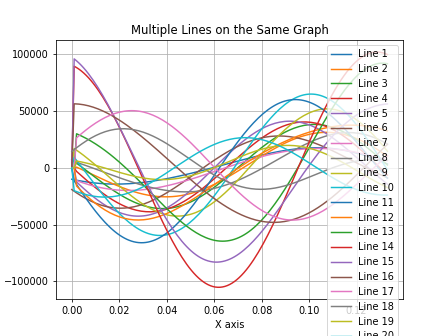 Multiple Lines on the Same Graph
100000
50000
0
−50000
−100000
0.00
0.02
0.04
0.06
0.08
0.10
X axis
Line 1
Line 2
Line 3
Line 4
Line 5
Line 6
Line 7
Line 8
Line 9
Line 10
Line 11
Line 12
Line 13
Line 14
Line 15
Line 16
Line 17
Line 18
Line 19
Line 20